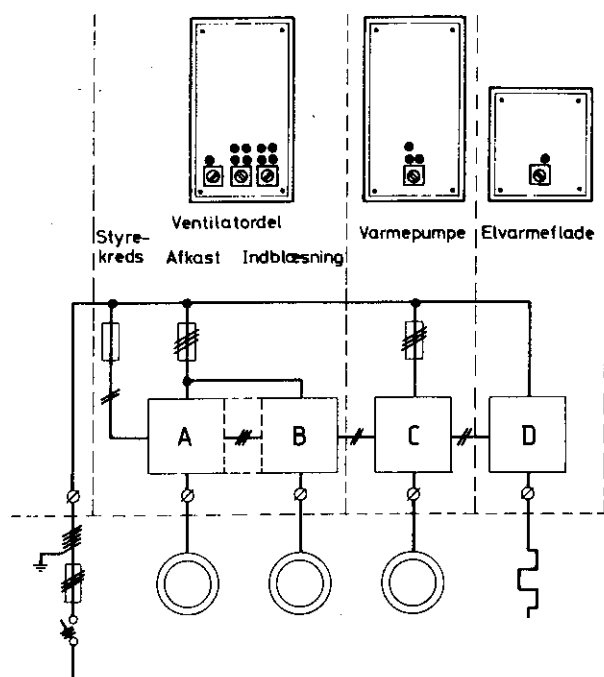 Ventilatordel
Styre-
kreds
Afkast
Indblæsning
Varmepumpe
Elvarmeflade
A
B
C
D